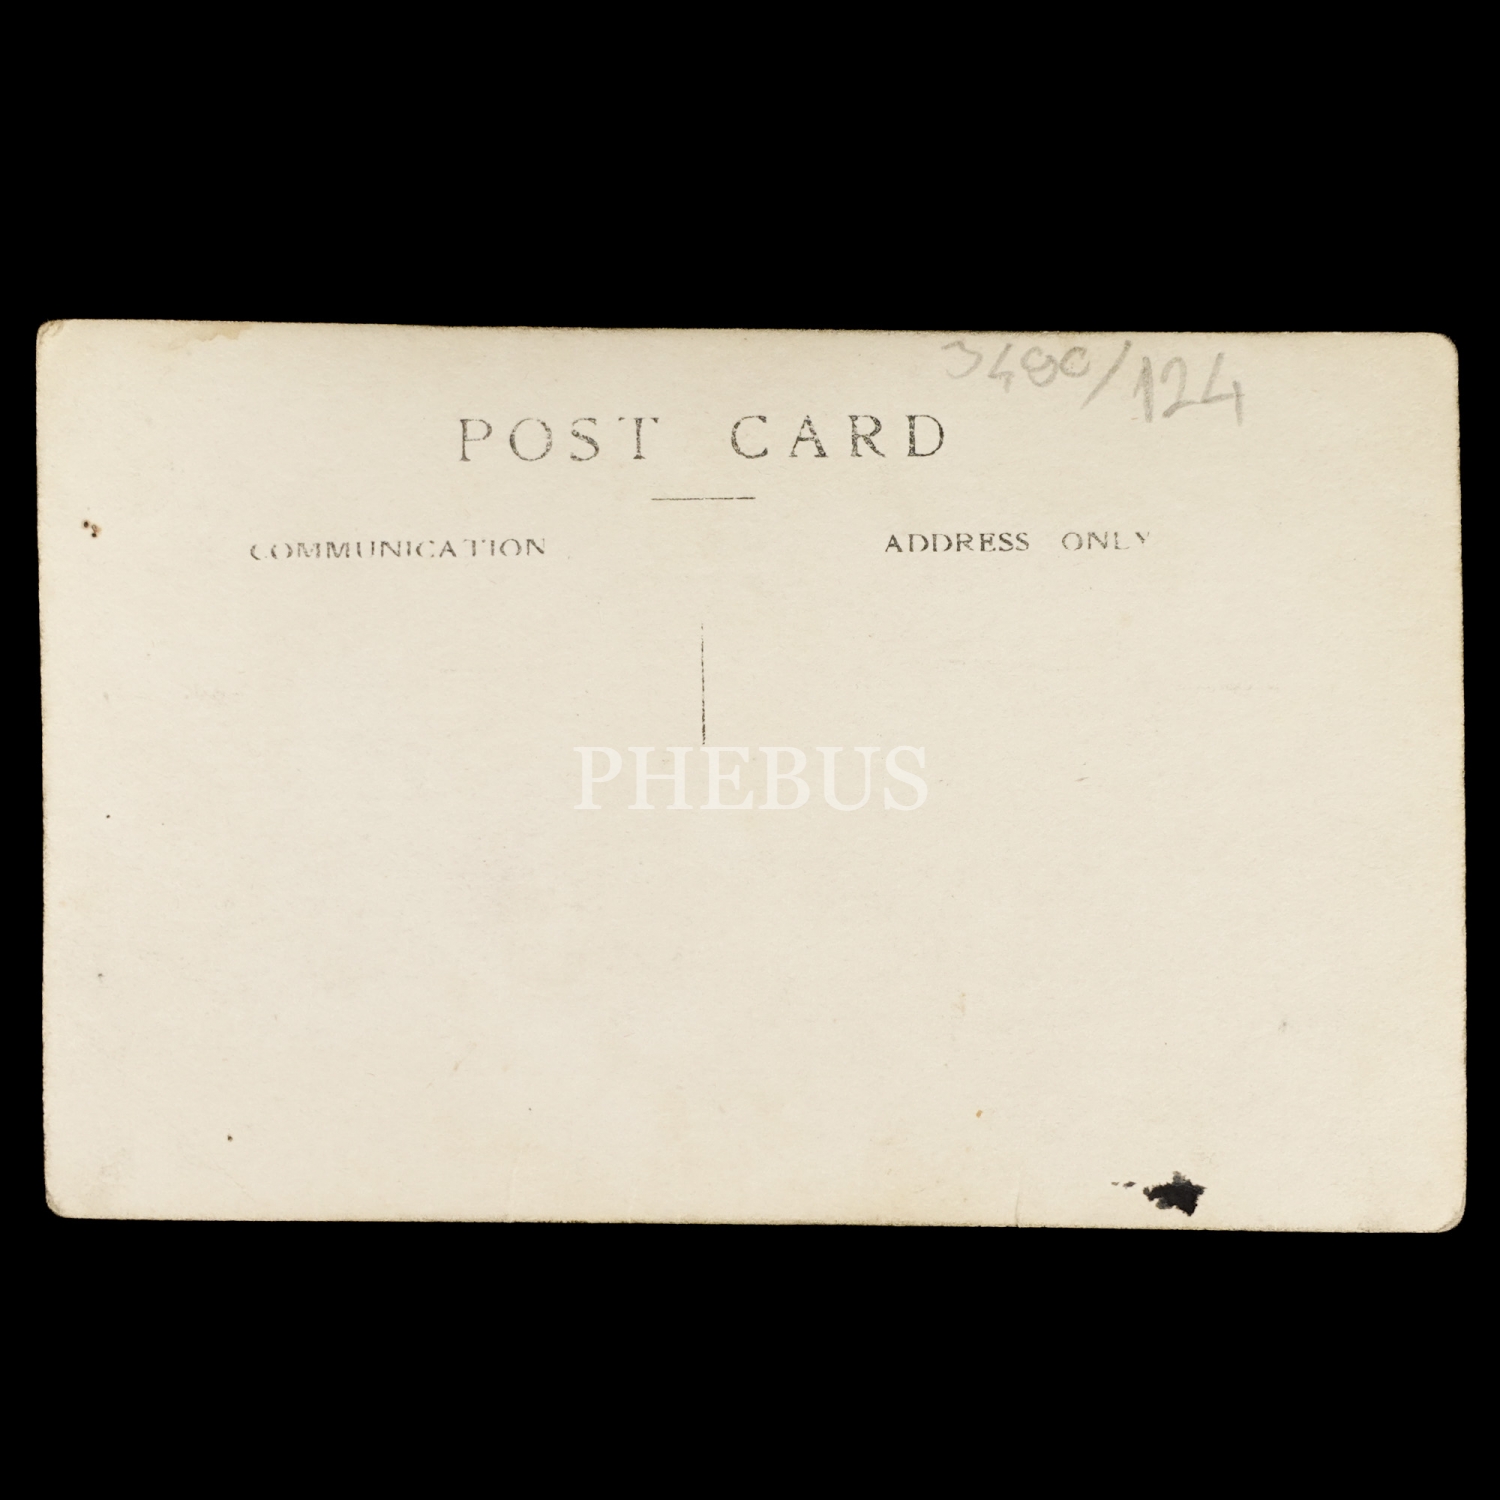 3480/124
POST CARD
COMMUNICATION
ADDRESS ONLY
PHEBUS